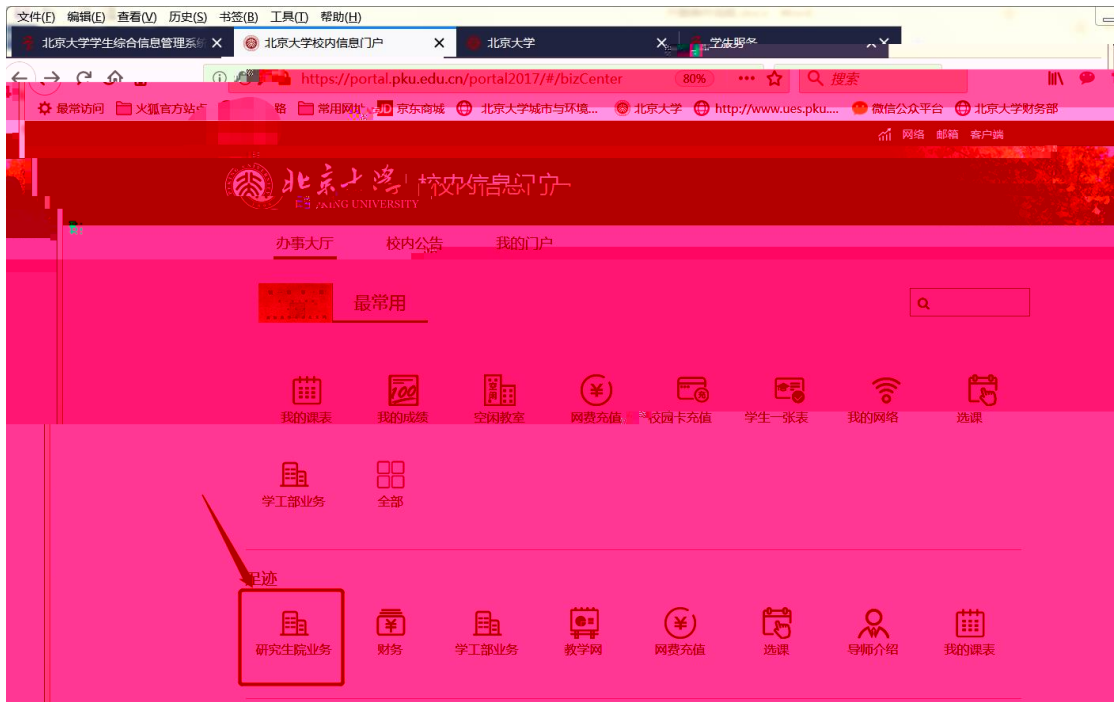 文件(F) 编辑(E) 查看(V) 历史(S) 书签(B) 工具(T) 帮助(H)
北京大学学生综合信息管理系统 北京大学校内信息门户 北京大学
https://portal.pku.edu.cn/portal2017/#/bizCenter 80% 搜索
最常访问 火狐官方站点 常用网址 JD 京东商城 北京大学城市与环境... 北京大学 http://www.ues.pku.... 微信公众平台 北京大学财务部
网络 邮箱 客户端
北京大学 校内信息门户
UNIVERSITY
办事大厅 校内公告 我的门户
最常用
我的课表 我的成绩 空闲教室 网费充值 校园卡充值 学生一张表 我的网络 选课
学工部业务 全部
足迹
研究生院业务 财务 学工部业务 教学网 网费充值 选课 导师介绍 我的课表